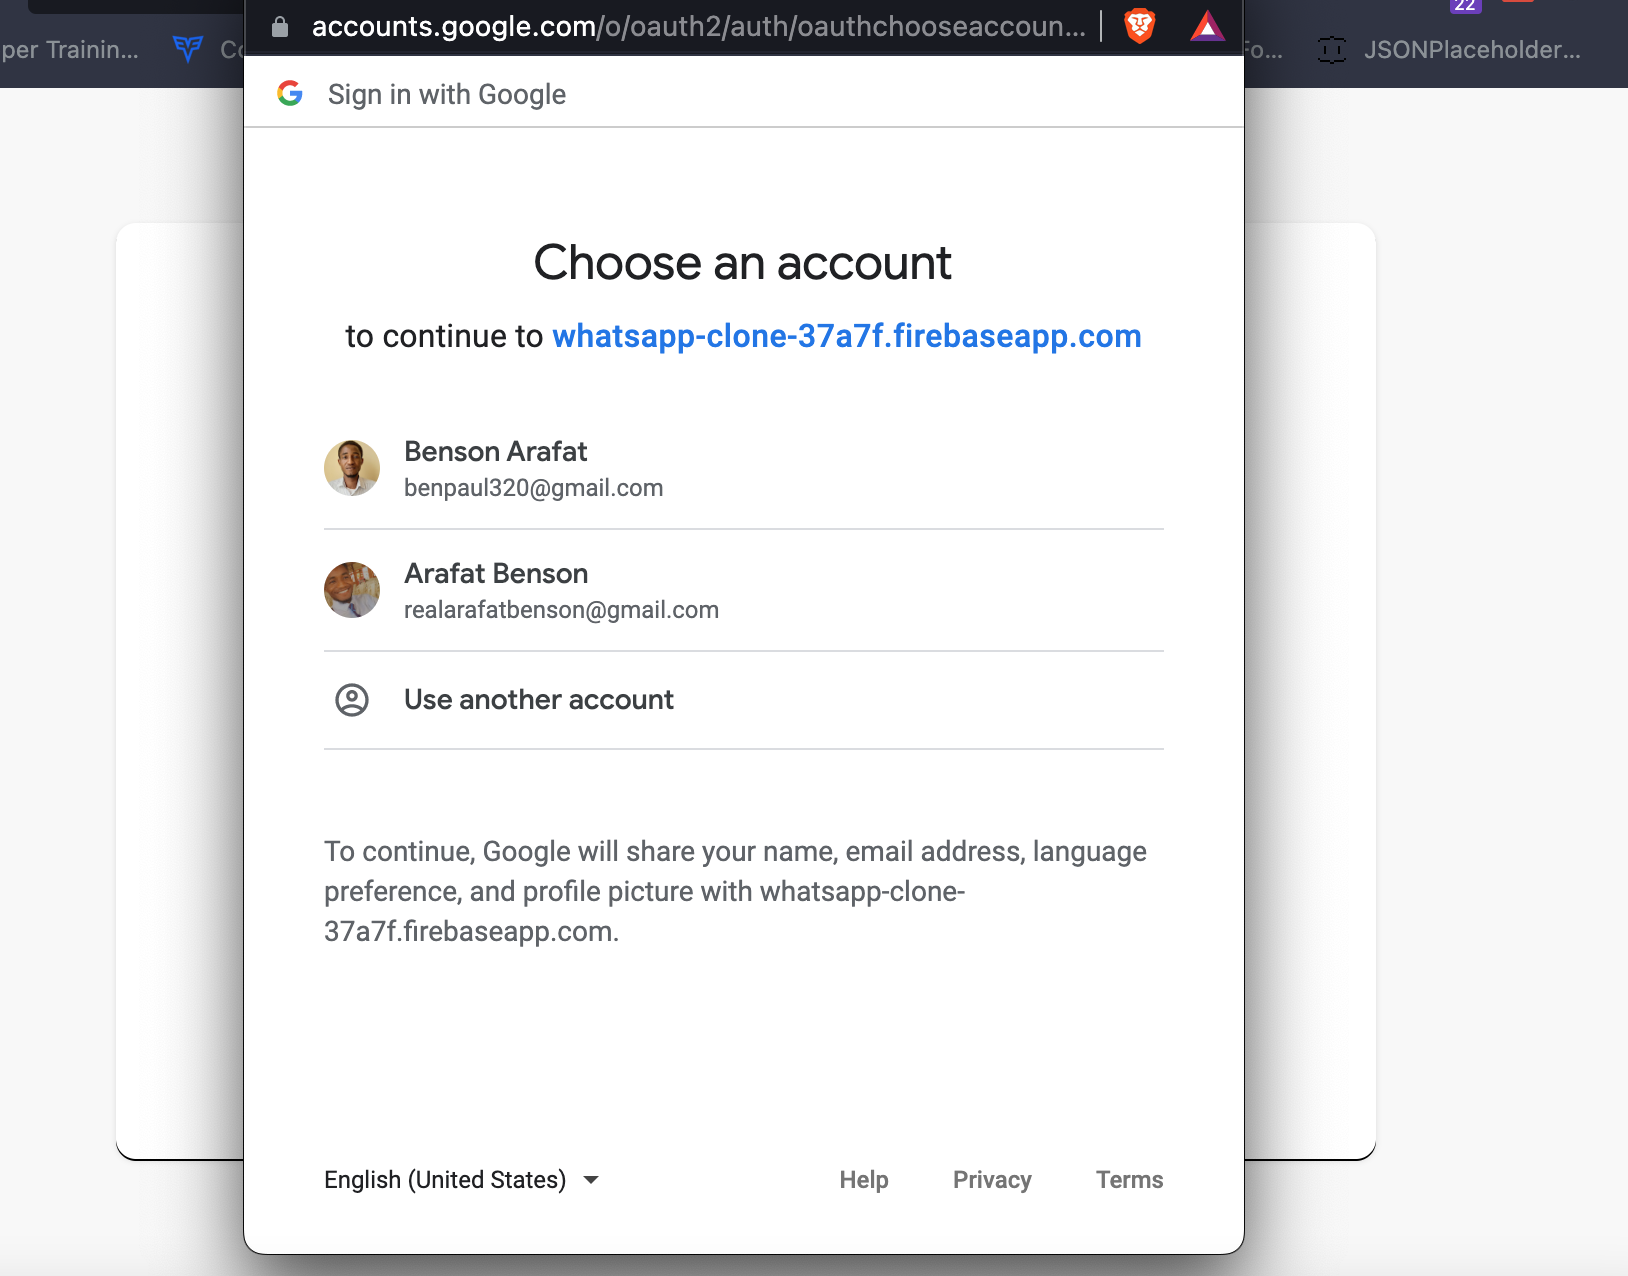 22
accounts.google.com/o/oauth2/auth/oauthchooseaccoun...
per Trainin...
JSONPlaceholder...
Sign in with Google
Choose an account
to continue to whatsapp-clone-37a7f.firebaseapp.com
Benson Arafat
benpaul320@gmail.com
Arafat Benson
realarafatbenson@gmail.com
Use another account
To continue, Google will share your name, email address, language
preference, and profile picture with whatsapp-clone-
37a7f.firebaseapp.com.
English (United States)
Help Privacy Terms